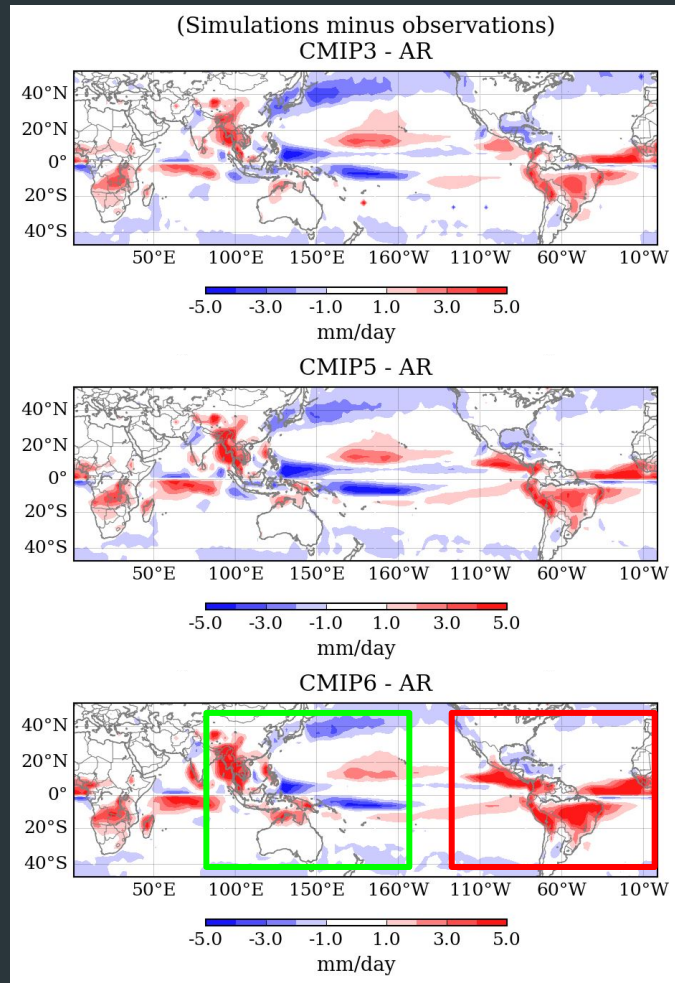 (Simulations minus observations)
CMIP3 - AR
40°N
20°N
0°
20°S
40°S
50°E 100°E 150°E 160°W 110°W 60°W 10°W
-5.0 -3.0 -1.0 1.0 3.0 5.0
mm/day
CMIP5 - AR
40°N
20°N
0°
20°S
40°S
50°E 100°E 150°E 160°W 110°W 60°W 10°W
-5.0 -3.0 -1.0 1.0 3.0 5.0
mm/day
CMIP6 - AR
40°N
20°N
0°
20°S
40°S
50°E 100°E 150°E 160°W 110°W 60°W 10°W
-5.0 -3.0 -1.0 1.0 3.0 5.0
mm/day